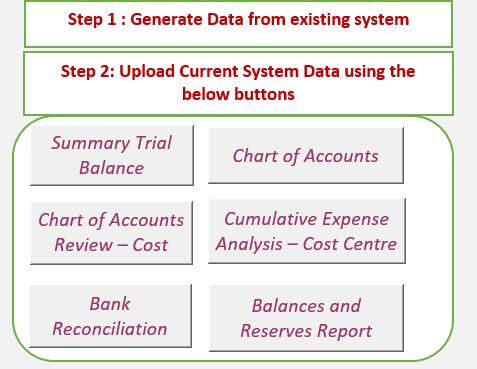 Step 1 : Generate Data from existing system
Step 2: Upload Current System Data using the
below buttons
Summary Trial
Balance
Chart of Accounts
Chart of Accounts
Review – Cost
Cumulative Expense
Analysis – Cost Centre
Bank
Reconciliation
Balances and
Reserves Report